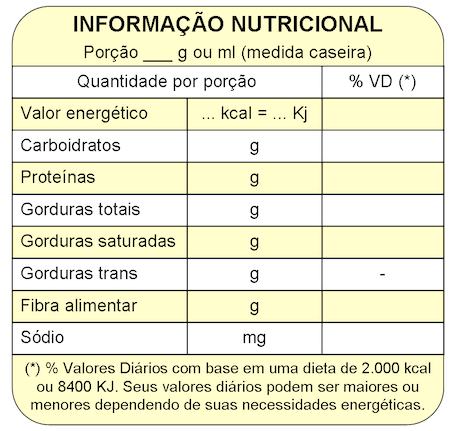 INFORMAÇÃO NUTRICIONAL
Porção ___ g ou ml (medida caseira)
Quantidade por porção % VD (*)
Valor energético ... kcal = ... Kj
Carboidratos g
Proteínas g
Gorduras totais g
Gorduras saturadas g
Gorduras trans g -
Fibra alimentar g
Sódio mg
(*) % Valores Diários com base em uma dieta de 2.000 kcal
ou 8400 KJ. Seus valores diários podem ser maiores ou
menores dependendo de suas necessidades energéticas.